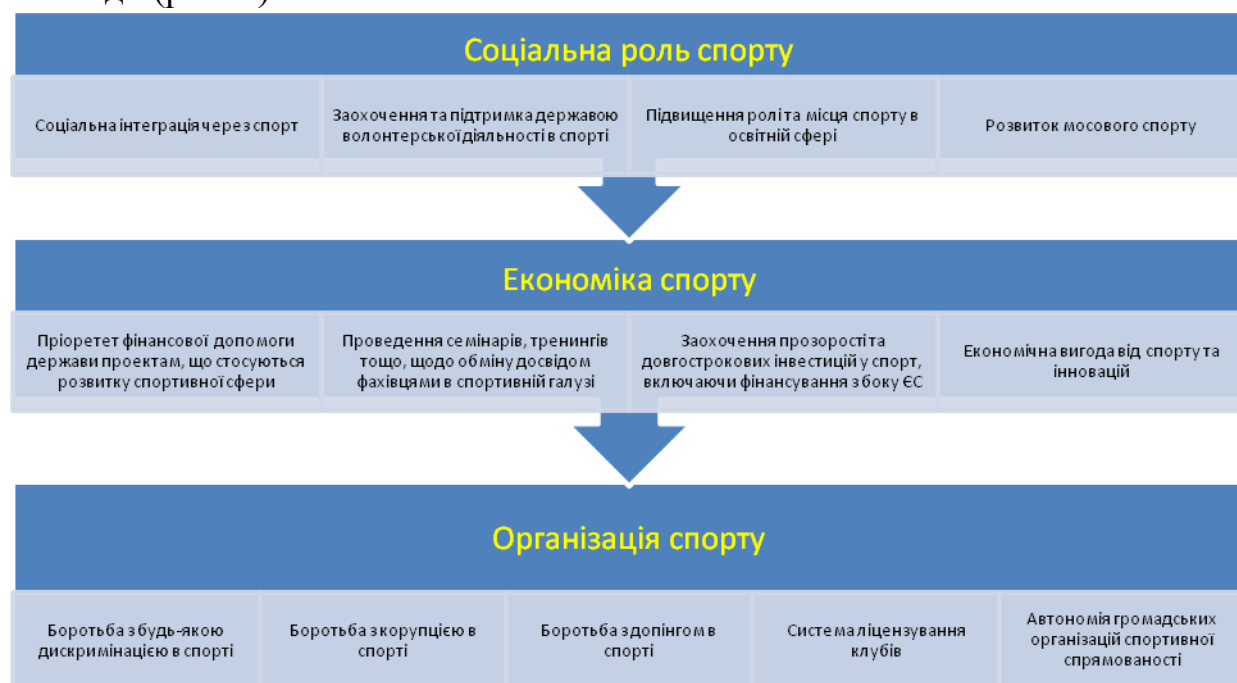 Соціальна роль спорту
Соціальна інтеграція через спорт
Заохочення та підтримка державою
волонтерської діяльності в спорті
Підвищення ролі та місця спорту в
освітній сфері
Розвиток мосового спорту
Економіка спорту
Пріоретет фінансової допомоги
держави проектам, що стосуються
розвитку спортивної сфери
Проведення семінарів, тренингів
тощо, щодо обміну досвідом
фахівцями в спортивній галузі
Заохочення прозорості та
довгострокових інвестицій у спорт,
включаючи фінансування з боку ЄС
Економічна вигода від спорту та
інновацій
Організація спорту
Боротьба з будь-якою
дискримінацією в спорті
Боротьба з корупцією в
спорті
Боротьба з допінгом в
спорті
Система ліцензування
клубів
Автономія громадських
організацій спортивної
спрямованості